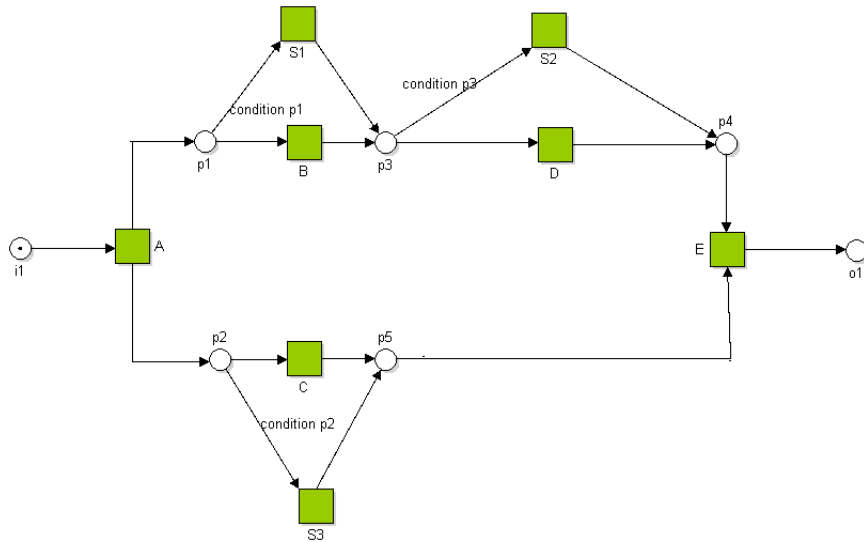 S1
S2
condition p3
condition p1
p4
p1
B
p3
D
A
E
i1
o1
p2
p5
C
condition p2
S3